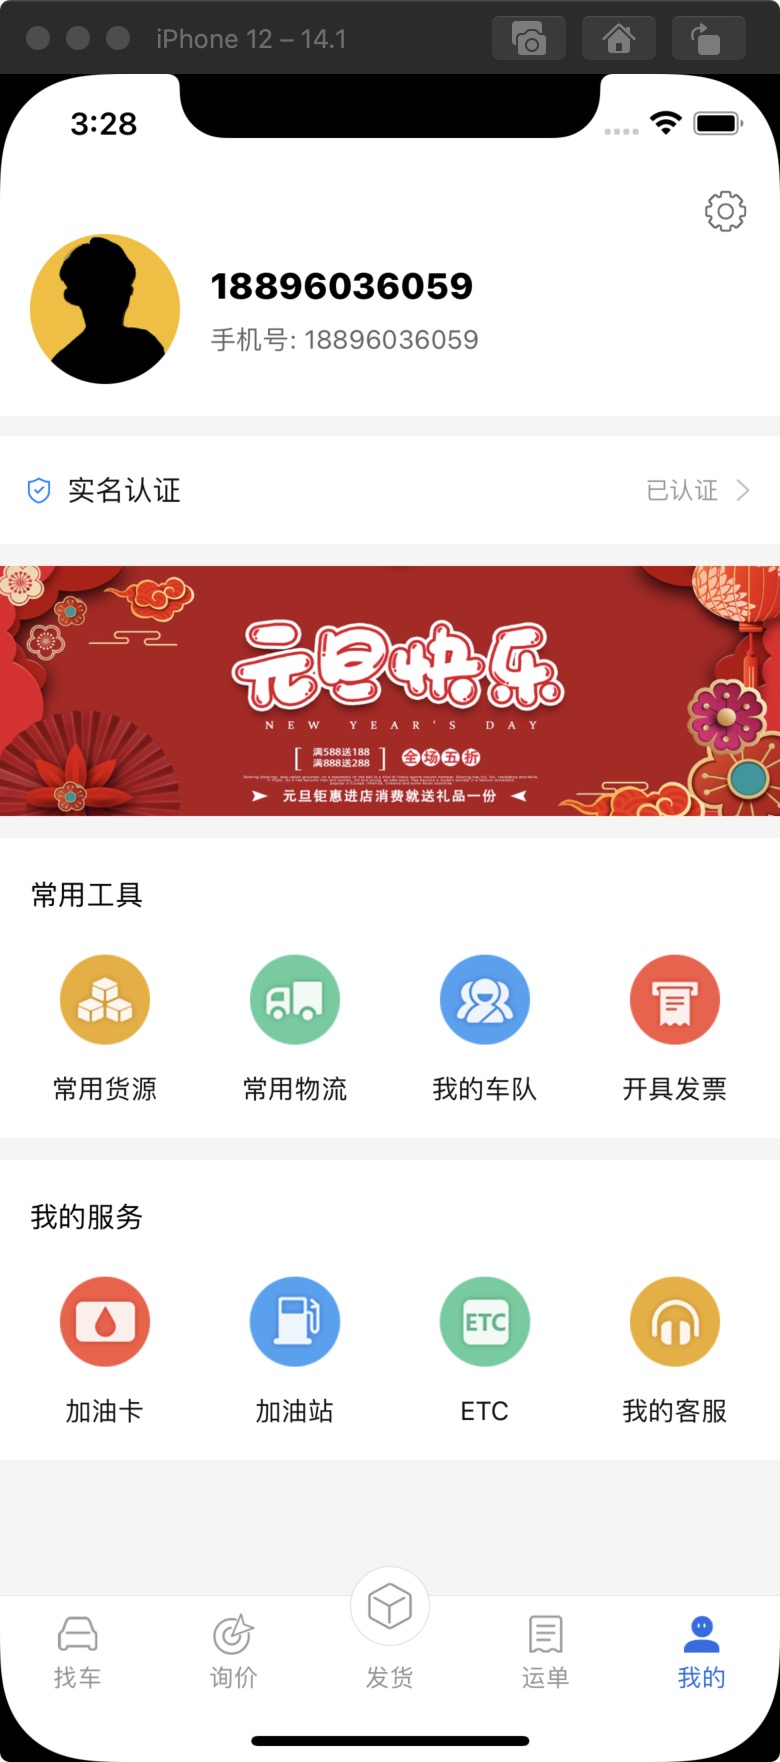 iPhone 12 – 14.1
3:28
18896036059
手机号: 18896036059
实名认证
已认证
元旦快乐
NEW YEAR'S DAY
满588送188
满888送288
全场五折
元旦钜惠进店消费就送礼品一份
常用工具
常用货源
常用物流
我的车队
开具发票
我的服务
ETC
加油卡
加油站
ETC
我的客服
找车
询价
发货
运单
我的